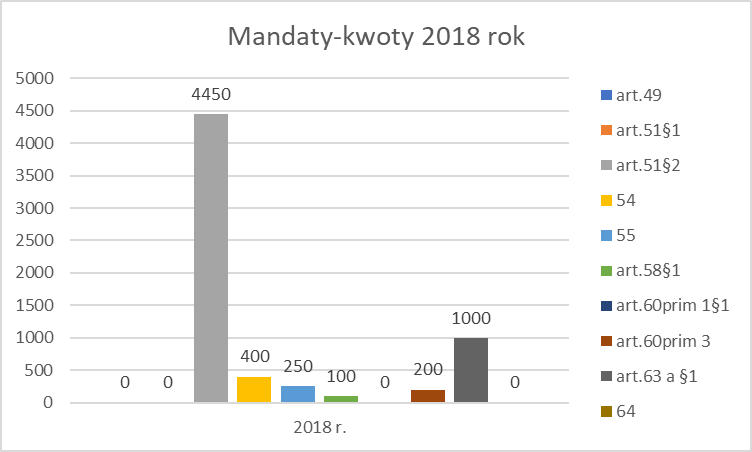 Mandaty-kwoty 2018 rok
5000
4500
4000
3500
3000
2500
2000
1500
1000
500
0
0
0
4450
400
250
100
0
200
1000
0
2018 r.
art.49
art.51§1
art.51§2
54
55
art.58§1
art.60prim 1§1
art.60prim 3
art.63 a §1
64